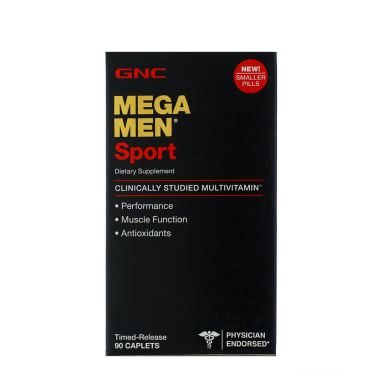 GNC
NEW!
SMALLER
PILLS
MEGA
MEN®
Sport
Dietary Supplement
CLINICALLY STUDIED MULTIVITAMIN*
• Performance
• Muscle Function
• Antioxidants
Timed-Release
90 CAPLETS
PHYSICIAN
ENDORSED*